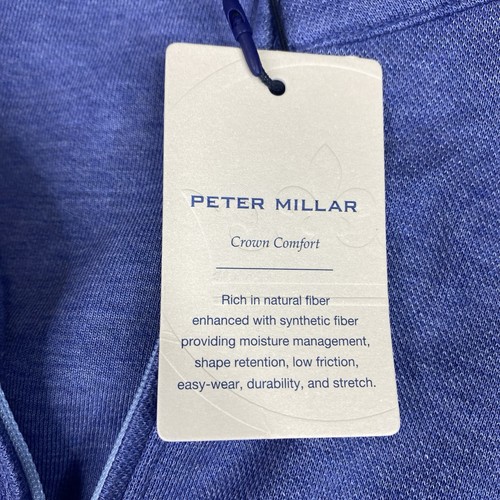 PETER MILLAR
Crown Comfort
Rich in natural fiber
enhanced with synthetic fiber
providing moisture management,
shape retention, low friction,
easy-wear, durability, and stretch.